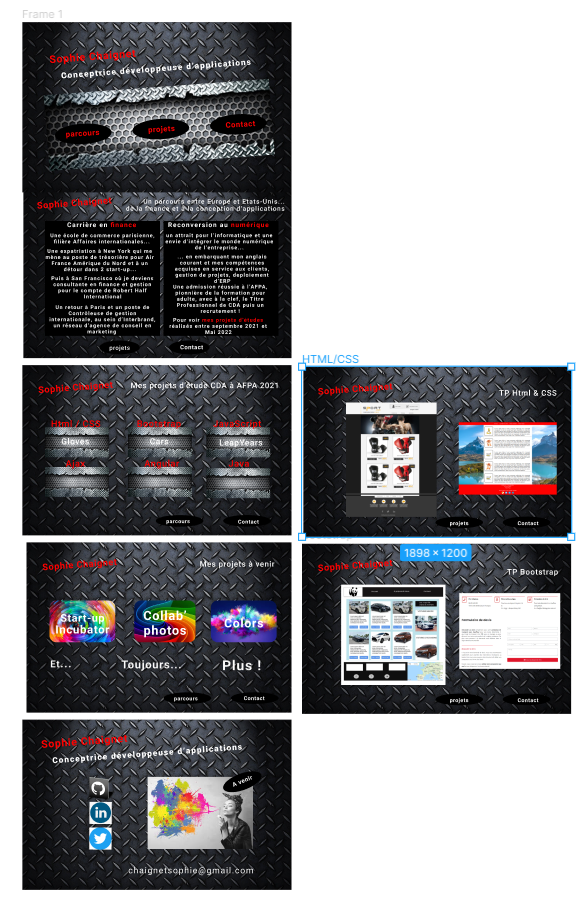 Frame 1
Sophie Chaignet
Conceptrice développeuse d'applications
parcours
projets
Contact
Sophie Chaignet
Un parcours entre Europe et Etats-Unis...
de la finance et à la conception d'applications
Carrière en finance
Une école de commerce parisienne,
filière Affaires internationales...
Une expatriation à New York qui me
mène au poste de trésorière pour Air
France Amérique du Nord et à un
détour dans 2 start-up...
Puis à San Francisco où je deviens
consultante en finance et gestion
pour le compte de Robert Half
International
Un retour à Paris et un poste de
Contrôleuse de gestion
internationale, au seio d'Interbrand,
un réseau d'agence de conseil en
marketing
Reconversion au numérique
un attrait pour l'informatique et une
envie d'intégrer le monde numérique
de l'entreprise...
... en embarquant mon anglais
courant et mes compétences
acquises en service aux clients,
gestion de projets, deploiement
d'ERP
Une admission réussie à l'AFPA,
pionnière de la formation pour
adulte, avec à la clef, le Titre
Professional de CDA puis un
recrutement !
Pour voir mes projets d'études
réalisés entre septembre 2021 et
Mai 2022
projets
Contact
Sophie Chaignet
Mes projets d'étude CDA à AFPA 2021
Html / CSS
Bootstrap
JavaScript
Gloves
Cars
LeapYears
Ajax
Angular
Java
parcours
Contact
HTML/CSS
Sophie Chaignet
TP Html & CSS
SPORT
projets
Contact
1898 × 1200
Sophie Chaignet
Mes projets à venir
Start-up
Incubator
Collab'
photos
Colors
Et...
Toujours...
Plus !
parcours
Contact
Sophie Chaignet
TP Bootstrap
projets
Contact
Sophie Chaignet
Conceptrice développeuse d'applications
A venir
in
chaignetsophie@gmail.com